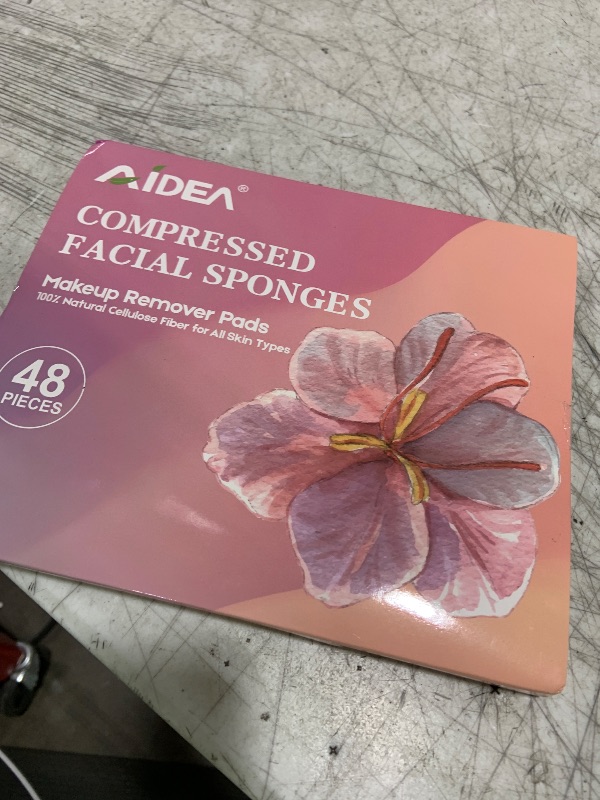 AIDEA®
COMPRESSED
FACIAL SPONGES
Makeup Remover Pads
100% Natural Cellulose Fiber for All Skin Types
48
PIECES